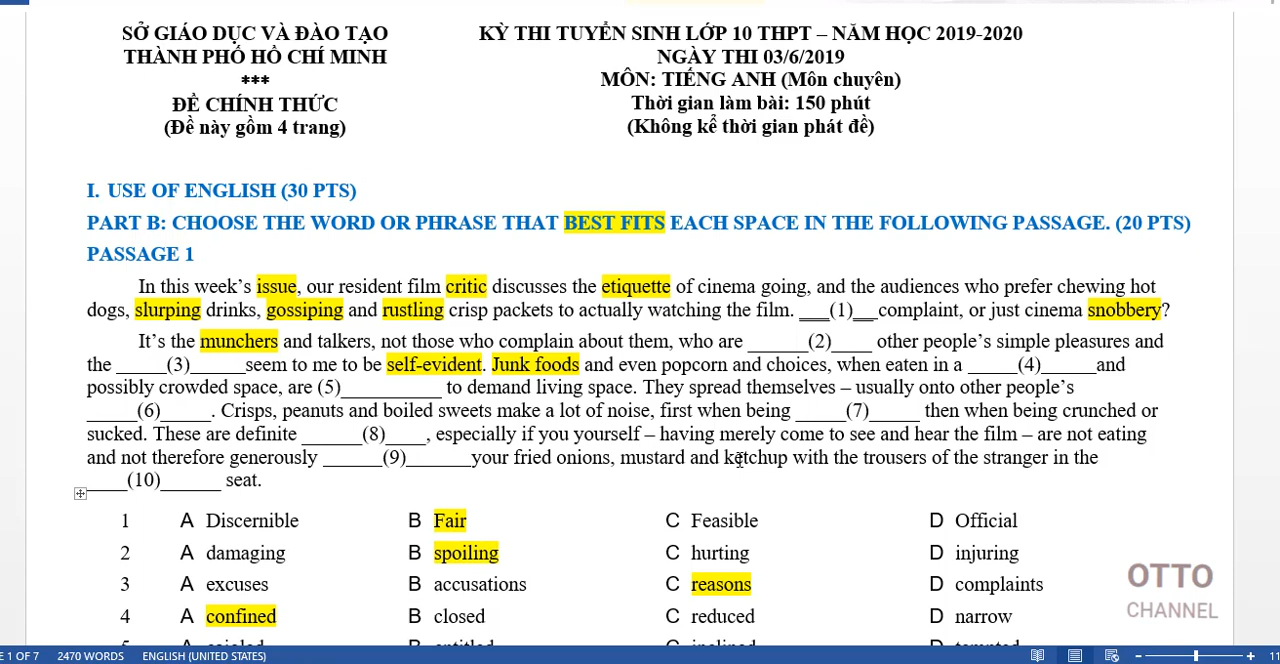 SỞ GIÁO DỤC VÀ ĐÀO TẠO
THÀNH PHỐ HỒ CHÍ MINH
***
ĐỀ CHÍNH THỨC
(Đề này gồm 4 trang)
KỲ THI TUYỂN SINH LỚP 10 THPT – NĂM HỌC 2019-2020
NGÀY THI 03/6/2019
MÔN: TIẾNG ANH (Môn chuyên)
Thời gian làm bài: 150 phút
(Không kể thời gian phát đề)
I. USE OF ENGLISH (30 PTS)
PART B: CHOOSE THE WORD OR PHRASE THAT BEST FITS EACH SPACE IN THE FOLLOWING PASSAGE. (20 PTS)
PASSAGE 1
In this week's issue, our resident film critic discusses the etiquette of cinema going, and the audiences who prefer chewing hot
dogs, slurping drinks, gossiping and rustling crisp packets to actually watching the film. ___(1)___complaint, or just cinema snobbery?
It's the munchers and talkers, not those who complain about them, who are ______(2)____ other people's simple pleasures and
the _____(3)______seem to me to be self-evident. Junk foods and even popcorn and choices, when eaten in a _____(4)______and
possibly crowded space, are (5)__________ to demand living space. They spread themselves – usually onto other people's
_____(6)_____. Crisps, peanuts and boiled sweets make a lot of noise, first when being _____(7)_____ then when being crunched or
sucked. These are definite ______(8)____, especially if you yourself – having merely come to see and hear the film – are not eating
and not therefore generously ______(9)_______your fried onions, mustard and ketchup with the trousers of the stranger in the
____(10)______ seat.
1 A Discernible B Fair C Feasible D Official
2 A damaging B spoiling C hurting D injuring
3 A excuses B accusations C reasons D complaints
4 A confined B closed C reduced D narrow
OTTO
CHANNEL
E 1 OF 7 2470 WORDS ENGLISH (UNITED STATES)